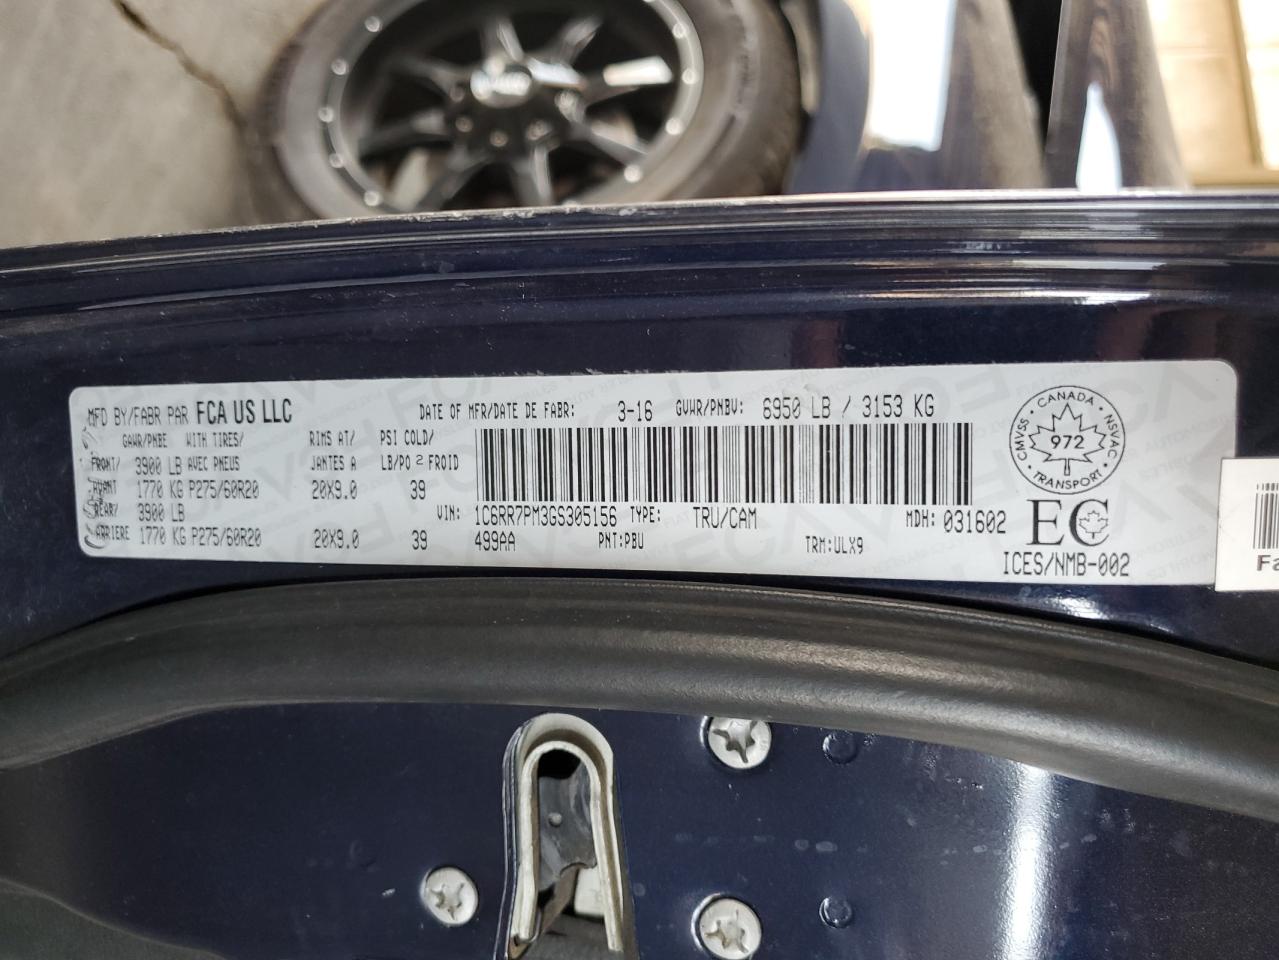 MFD BY/FABR PAR FCA US LLC DATE OF MFR/DATE DE FABR: 3-16 GVWR/PNBV: 6950 LB / 3153 KG
GAWR/PNBE WITH TIRES/ RIMS AT/ PSI COLD/
FRONT/ 3900 LB AVEC PNEUS JANTES A LB/PO 2 FROID
AVANT 1770 KG P275/60R20 20X9.0 39
REAR/ 3900 LB VIN: 1C6RR7PM3GS305156 TYPE: TRU/CAM MDH: 031602
ARRIERE 1770 KG P275/60R20 20X9.0 39 499AA PNT:PBU TRM:ULX9
CANADA
CMVSS NSVAC
972
TRANSPORT
EC
ICES/NMB-002